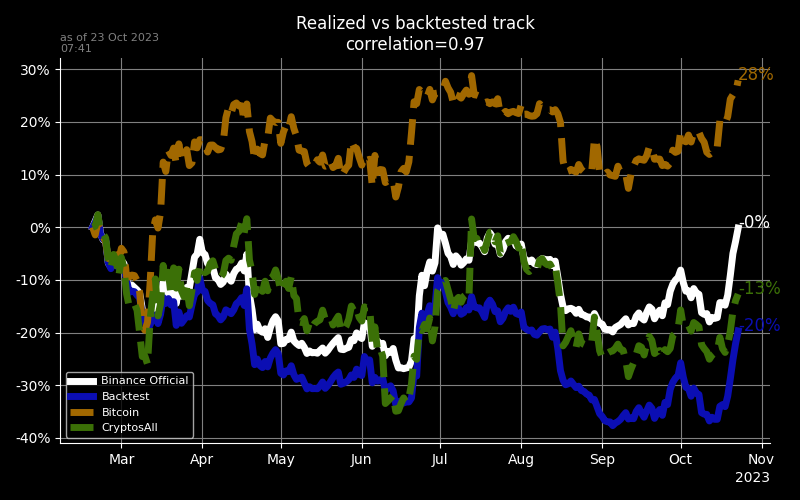 Realized vs backtested track
correlation=0.97
as of 23 Oct 2023
07:41
30%
20%
10%
0%
-10%
-20%
-30%
-40%
28%
-0%
-13%
-20%
Binance Official
Backtest
Bitcoin
CryptosAll
Mar Apr May Jun Jul Aug Sep Oct Nov
2023